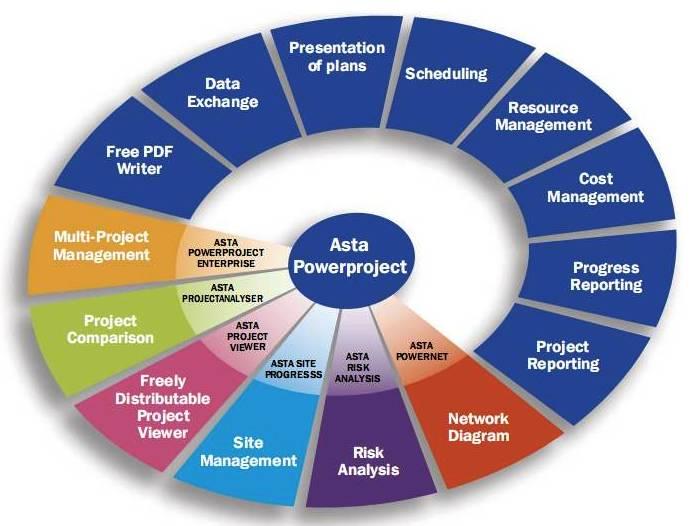 Presentation
of plans
Scheduling
Resource
Management
Cost
Management
Progress
Reporting
Project
Reporting
Network
Diagram
Risk
Analysis
Site
Management
Freely
Distributable
Project
Viewer
Project
Comparison
Multi-Project
Management
Free PDF
Writer
Data
Exchange
Asta
Powerproject
ASTA
POWERPROJECT
ENTERPRISE
ASTA
PROJECTANALYSER
ASTA
PROJECT
VIEWER
ASTA SITE
PROGRESSS
ASTA
RISK
ANALYSIS
ASTA
POWERNET